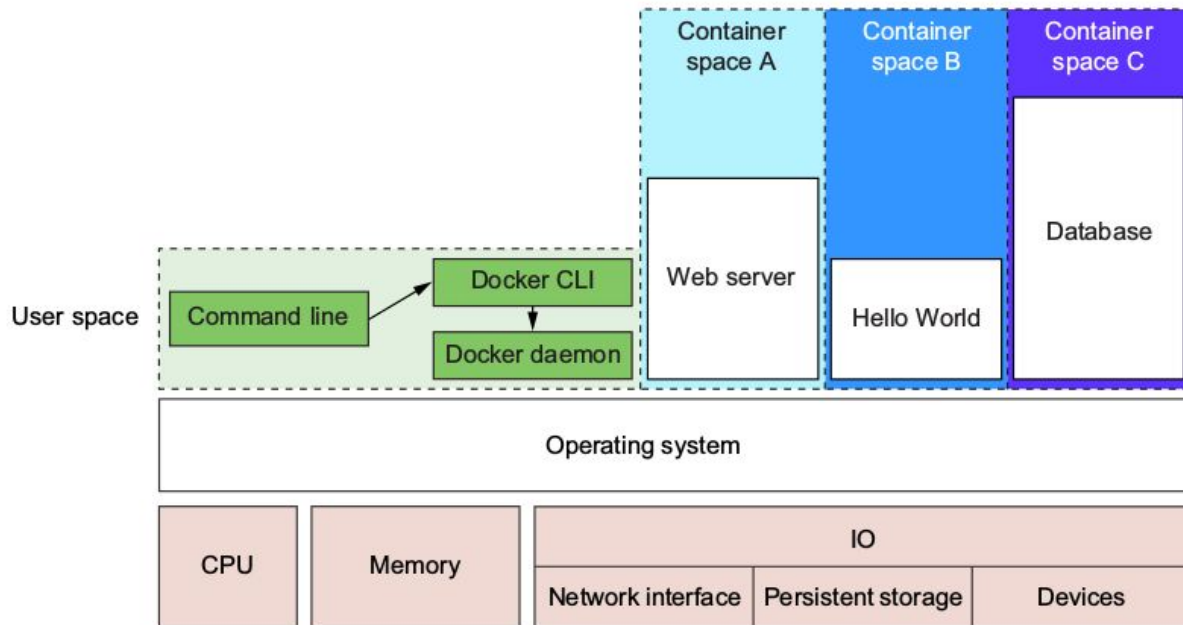 Container
space A
Container
space B
Container
space C
Database
Web server
Hello World
User space
Command line
Docker CLI
Docker daemon
Operating system
CPU
Memory
IO
Network interface
Persistent storage
Devices